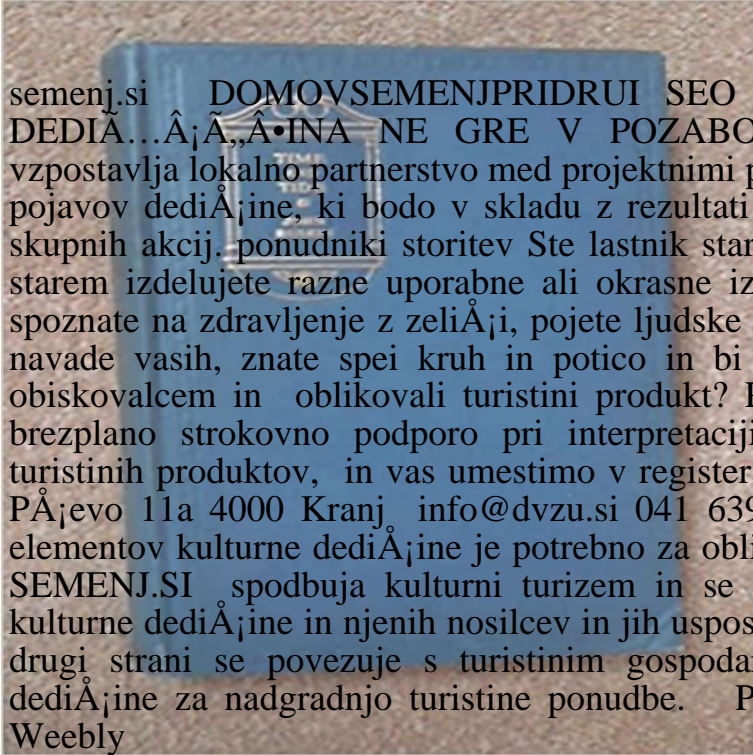 semenj.si DOMOVSEMENJPRIDRUI SEO
DEDIÃ…Â¡Ã„Â•INA NE GRE V POZABO
vzpostavlja lokalno partnerstvo med projektnimi p
pojavov dediÅ¡ine, ki bodo v skladu z rezultati
skupnih akcij. ponudniki storitev Ste lastnik star
starem izdelujete razne uporabne ali okrasne iz
spoznate na zdravljenje z zeliÅ¡i, pojete ljudske
navade vasih, znate spei kruh in potico in bi
obiskovalcem in oblikovali turistini produkt?
brezplano strokovno podporo pri interpretaciji
turistinih produktov, in vas umestimo v register
PÅ¡evo 11a 4000 Kranj info@dvzu.si 041 639
elementov kulturne dediÅ¡ine je potrebno za obli
SEMENJ.SI spodbuja kulturni turizem in se
kulturne dediÅ¡ine in njenih nosilcev in jih uspos
drugi strani se povezuje s turistinim gospoda
dediÅ¡ine za nadgradnjo turistine ponudbe. P
Weebly
TIME
AND
TIDE